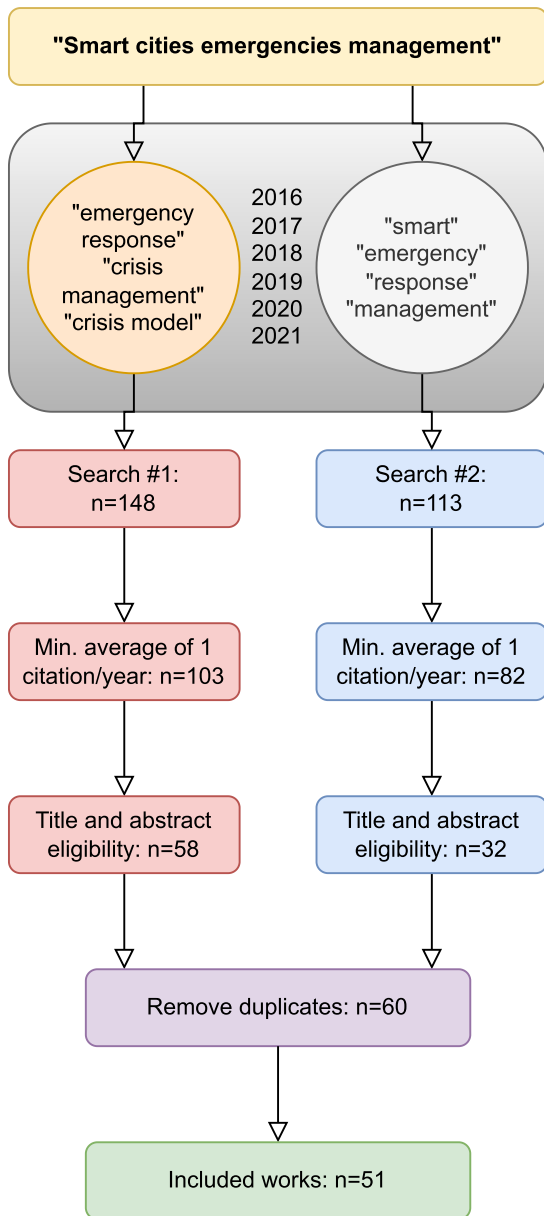 "Smart cities emergencies management"
"emergency
response"
"crisis
management"
"crisis model"
2016
2017
2018
2019
2020
2021
"smart"
"emergency"
"response"
"management"
Search #1:
n=148
Search #2:
n=113
Min. average of 1
citation/year: n=103
Min. average of 1
citation/year: n=82
Title and abstract
eligibility: n=58
Title and abstract
eligibility: n=32
Remove duplicates: n=60
Included works: n=51